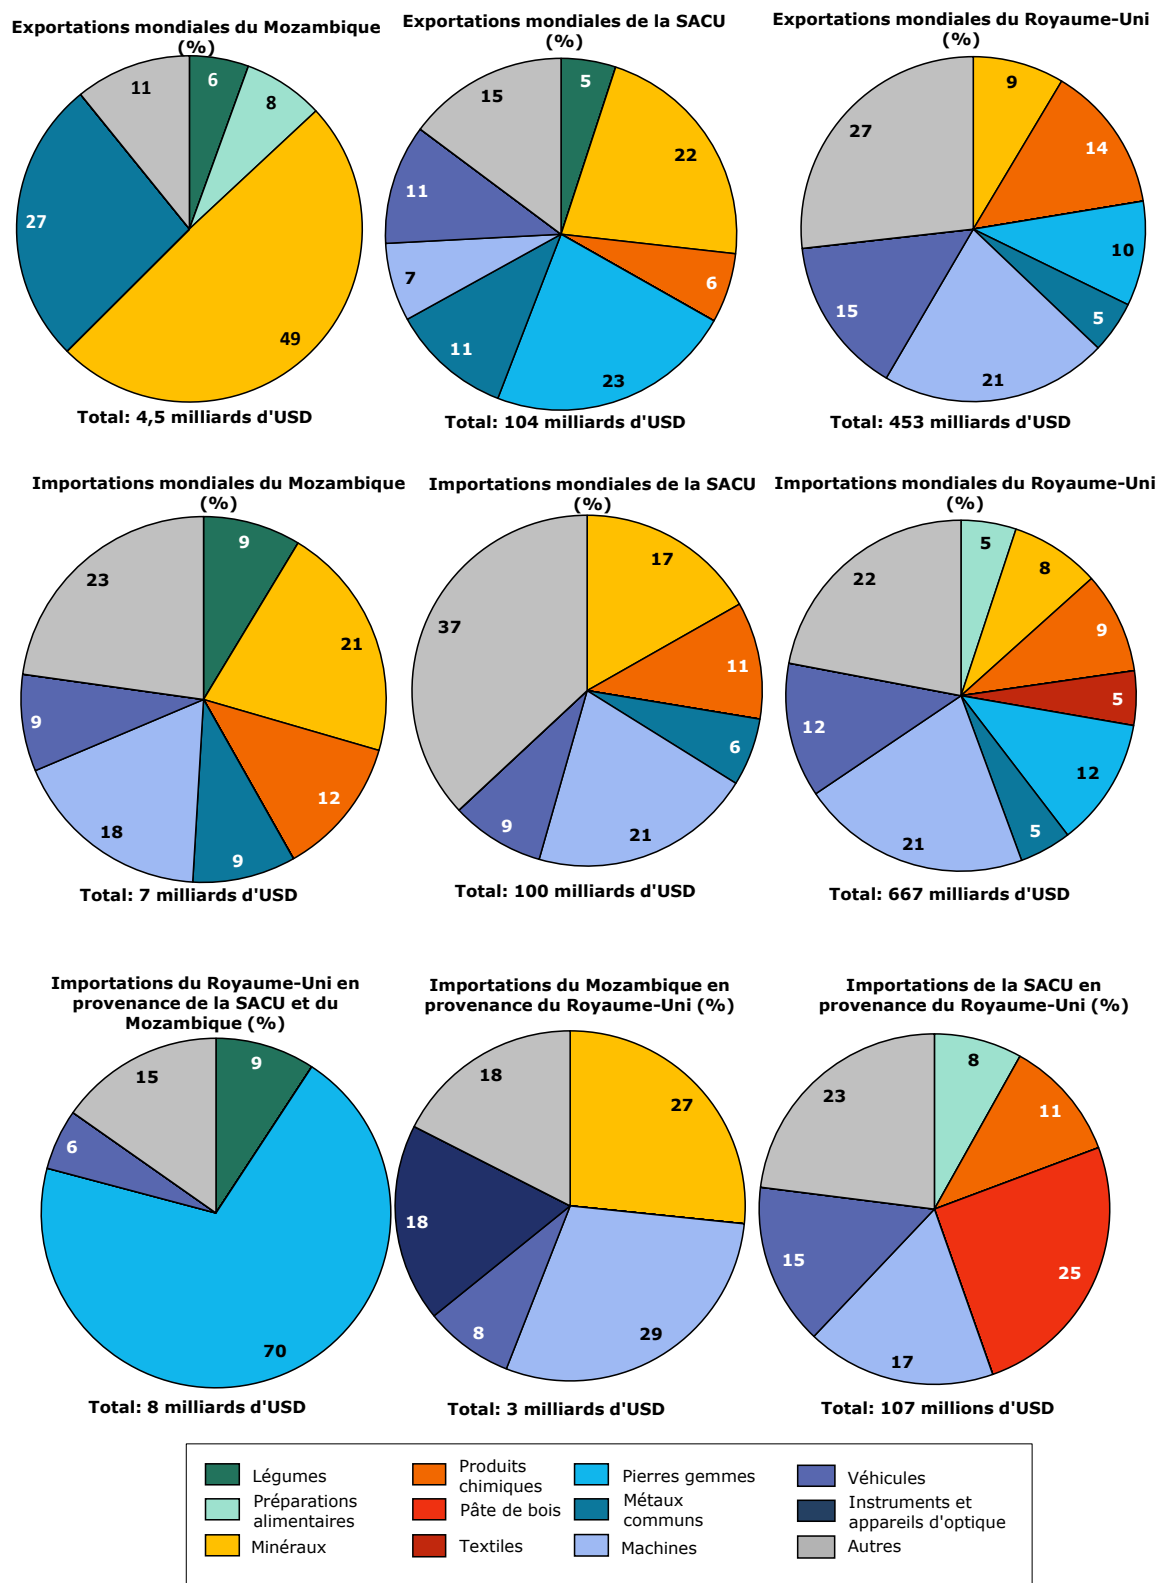 Exportations mondiales du Mozambique
(%)
6
8
49
27
11
Total: 4,5 milliards d'USD
Exportations mondiales de la SACU
(%)
5
22
6
23
11
7
11
15
Total: 104 milliards d'USD
Exportations mondiales du Royaume-Uni
(%)
9
14
10
5
21
15
27
Total: 453 milliards d'USD
Importations mondiales du Mozambique
(%)
9
21
12
9
18
9
23
Total: 7 milliards d'USD
Importations mondiales de la SACU
(%)
17
11
6
21
9
37
Total: 100 milliards d'USD
Importations mondiales du Royaume-Uni
(%)
5
8
9
5
12
5
21
12
22
Total: 667 milliards d'USD
Importations du Royaume-Uni en
provenance de la SACU et du
Mozambique (%)
9
70
6
15
Total: 8 milliards d'USD
Importations du Mozambique en
provenance du Royaume-Uni (%)
27
29
8
18
18
Total: 3 milliards d'USD
Importations de la SACU en
provenance du Royaume-Uni (%)
8
11
25
17
15
23
Total: 107 millions d'USD
Légumes
Préparations
alimentaires
Minéraux
Produits
chimiques
Pâte de bois
Textiles
Pierres gemmes
Métaux
communs
Machines
Véhicules
Instruments et
appareils d'optique
Autres